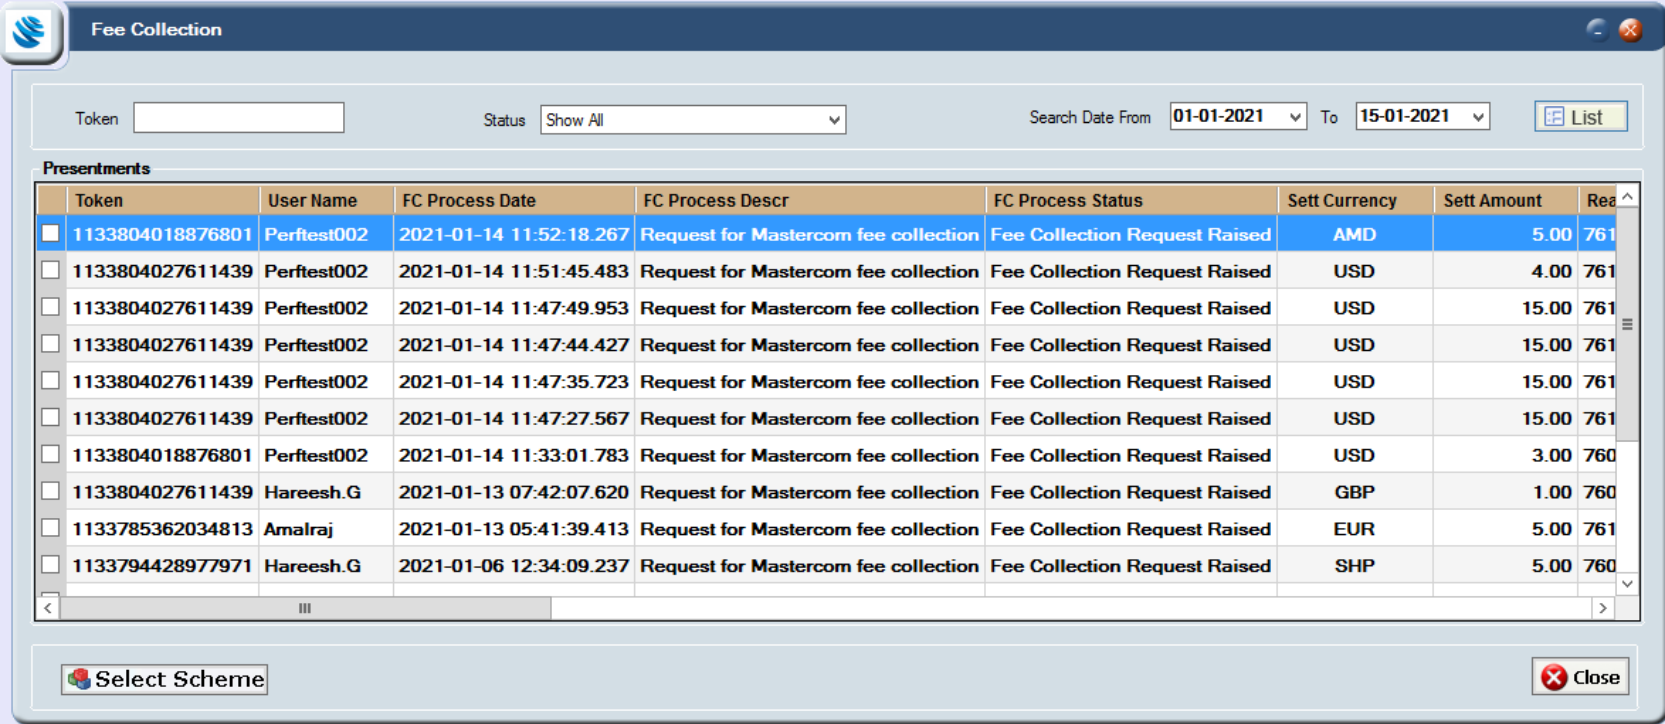 Fee Collection
Token Status Show All Search Date From 01-01-2021 To 15-01-2021 List
Presentments
Token User Name FC Process Date FC Process Descr FC Process Status Sett Currency Sett Amount Rea
1133804018876801 Perftest002 2021-01-14 11:52:18.267 Request for Mastercom fee collection Fee Collection Request Raised AMD 5.00 761
1133804027611439 Perftest002 2021-01-14 11:51:45.483 Request for Mastercom fee collection Fee Collection Request Raised USD 4.00 761
1133804027611439 Perftest002 2021-01-14 11:47:49.953 Request for Mastercom fee collection Fee Collection Request Raised USD 15.00 761
1133804027611439 Perftest002 2021-01-14 11:47:44.427 Request for Mastercom fee collection Fee Collection Request Raised USD 15.00 761
1133804027611439 Perftest002 2021-01-14 11:47:35.723 Request for Mastercom fee collection Fee Collection Request Raised USD 15.00 761
1133804027611439 Perftest002 2021-01-14 11:47:27.567 Request for Mastercom fee collection Fee Collection Request Raised USD 15.00 761
1133804018876801 Perftest002 2021-01-14 11:33:01.783 Request for Mastercom fee collection Fee Collection Request Raised USD 3.00 760
1133804027611439 Hareesh.G 2021-01-13 07:42:07.620 Request for Mastercom fee collection Fee Collection Request Raised GBP 1.00 760
1133785362034813 Amalraj 2021-01-13 05:41:39.413 Request for Mastercom fee collection Fee Collection Request Raised EUR 5.00 761
1133794428977971 Hareesh.G 2021-01-06 12:34:09.237 Request for Mastercom fee collection Fee Collection Request Raised SHP 5.00 760
Select Scheme Close